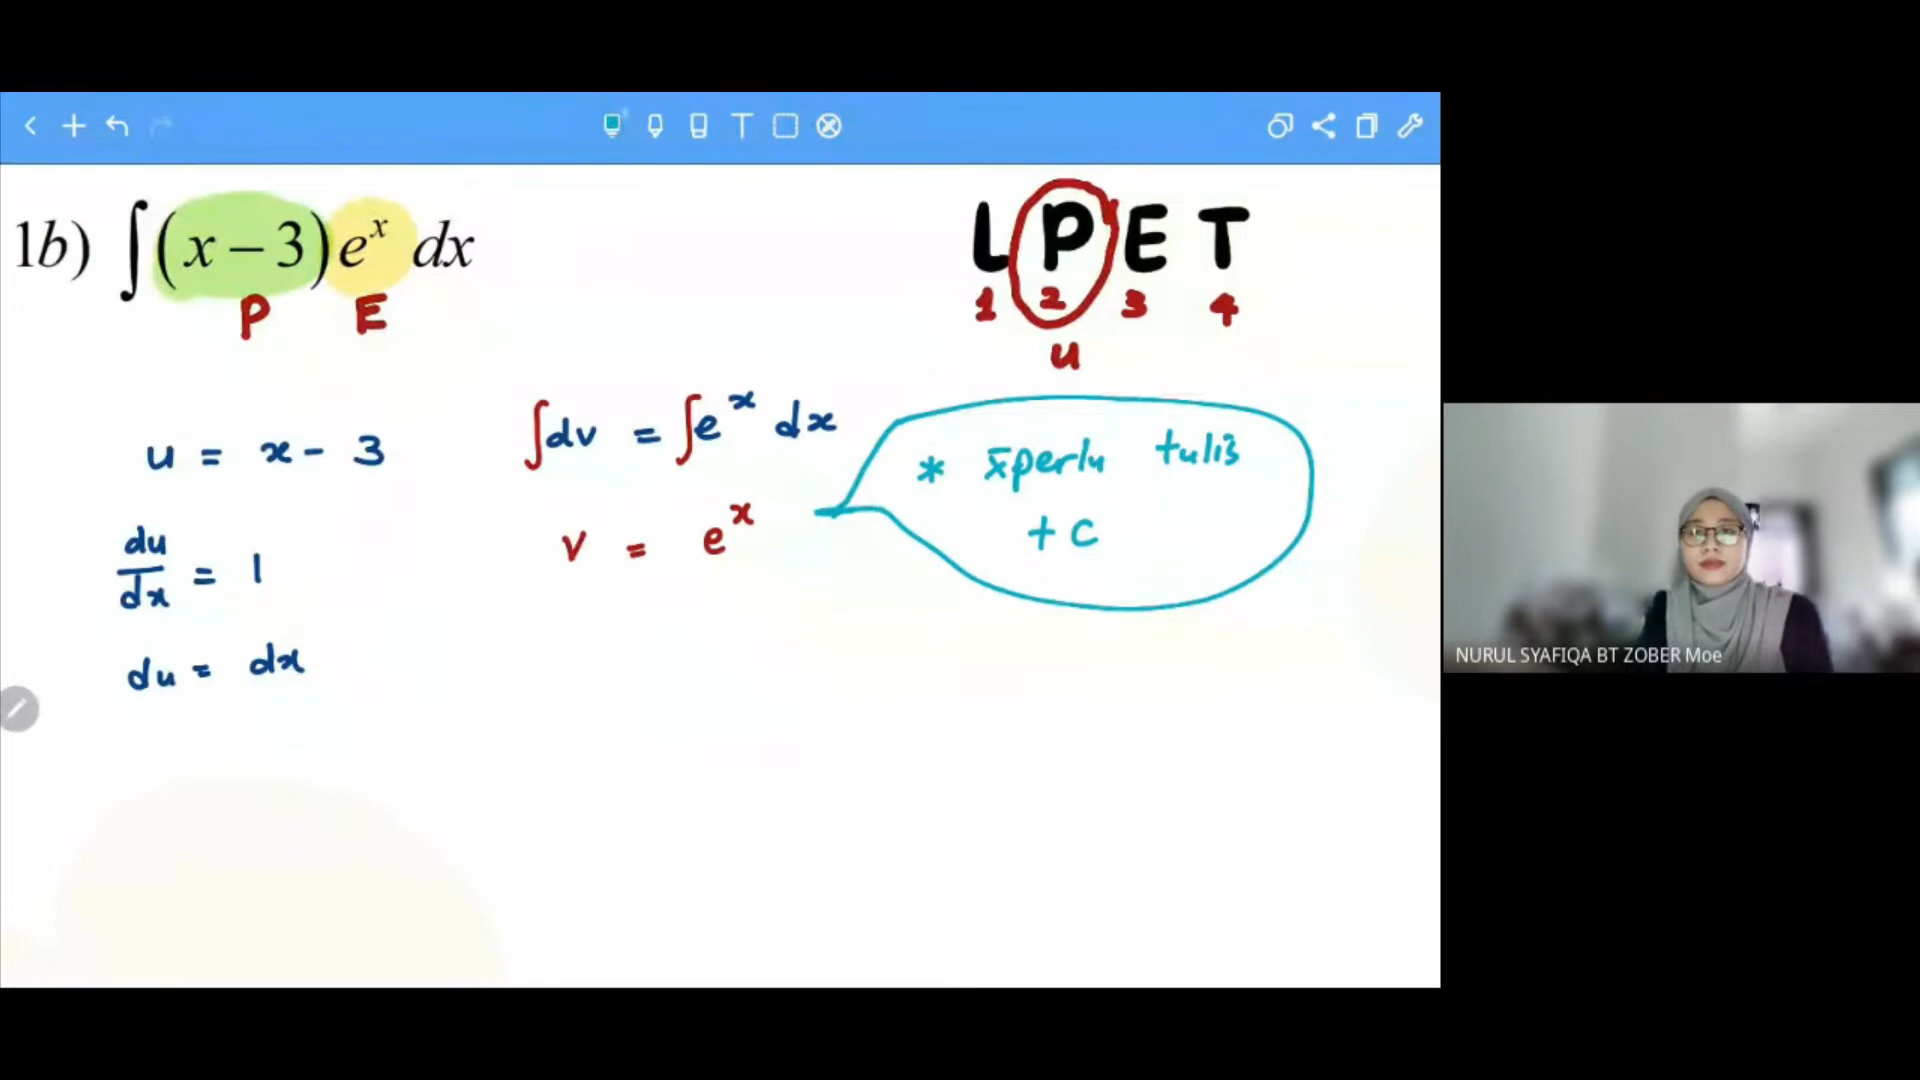 1b) ∫(x − 3)eˣ dx
P E
L P E T
1 2 3 4
u
u = x - 3
du/dx = 1
du = dx
∫dv = ∫eˣ dx
v = eˣ
* x̄perlu tulis
+ c
NURUL SYAFIQA BT ZOBER Moe